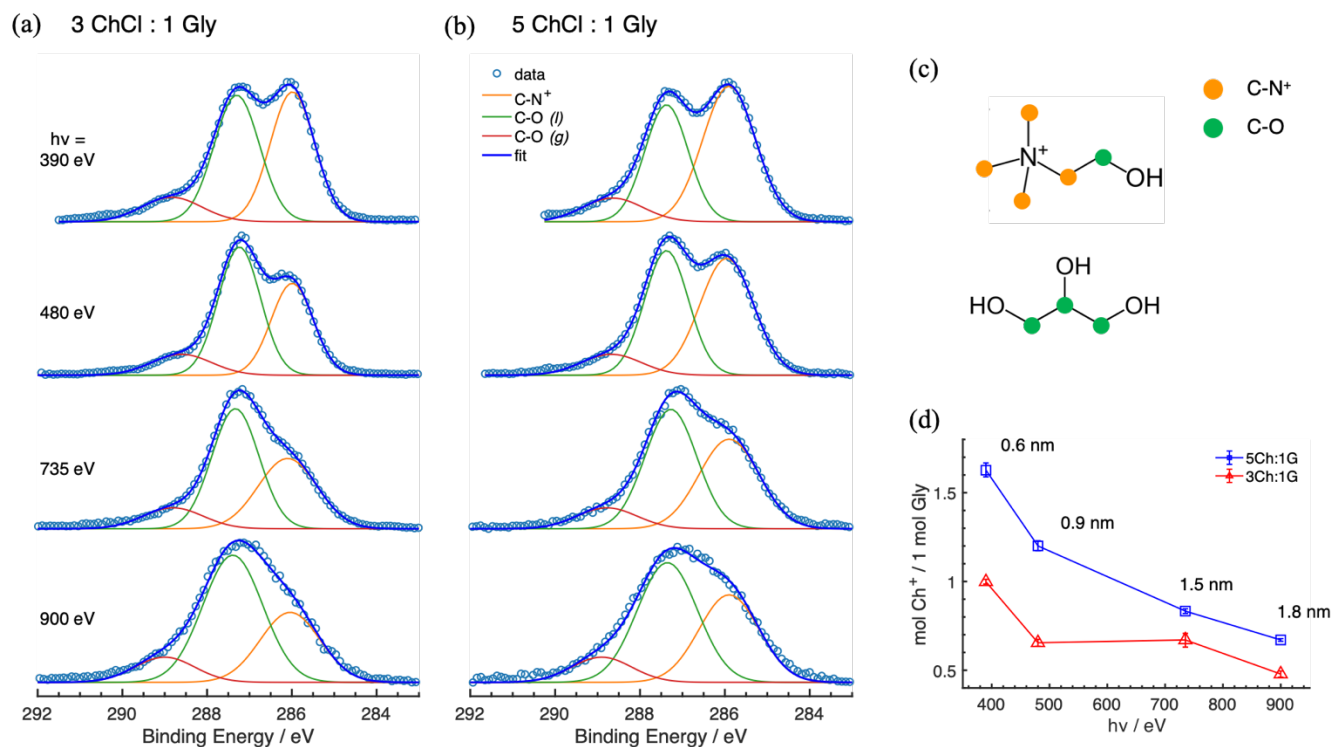 (a) 3 ChCl : 1 Gly
hν =
390 eV
480 eV
735 eV
900 eV
292 290 288 286 284
Binding Energy / eV
(b) 5 ChCl : 1 Gly
data
C-N⁺
C-O (l)
C-O (g)
fit
292 290 288 286 284
Binding Energy / eV
(c)
C-N⁺
C-O
N⁺
OH
OH
HO
OH
(d)
0.6 nm
5Ch:1G
3Ch:1G
0.9 nm
1.5 nm
1.8 nm
mol Ch⁺ / 1 mol Gly
1.5
1
0.5
400 500 600 700 800 900
hν / eV